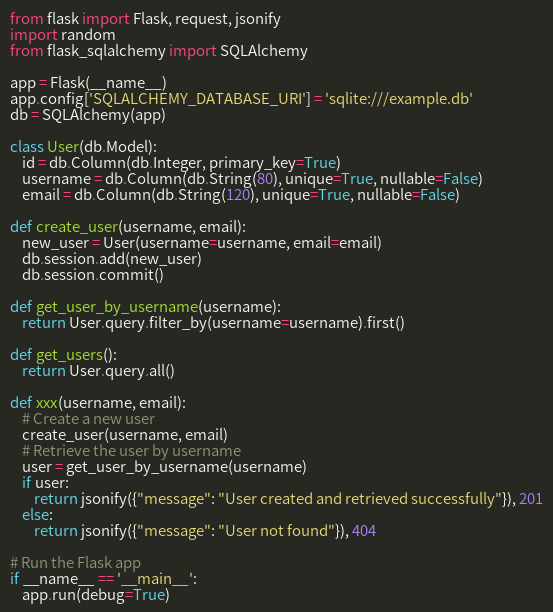 from flask import Flask, request, jsonify
import random
from flask_sqlalchemy import SQLAlchemy

app = Flask(__name__)
app.config['SQLALCHEMY_DATABASE_URI'] = 'sqlite:///example.db'
db = SQLAlchemy(app)

class User(db.Model):
    id = db.Column(db.Integer, primary_key=True)
    username = db.Column(db.String(80), unique=True, nullable=False)
    email = db.Column(db.String(120), unique=True, nullable=False)

def create_user(username, email):
    new_user = User(username=username, email=email)
    db.session.add(new_user)
    db.session.commit()

def get_user_by_username(username):
    return User.query.filter_by(username=username).first()

def get_users():
    return User.query.all()

def xxx(username, email):
    # Create a new user
    create_user(username, email)
    # Retrieve the user by username
    user = get_user_by_username(username)
    if user:
        return jsonify({"message": "User created and retrieved successfully"}), 201
    else:
        return jsonify({"message": "User not found"}), 404

# Run the Flask app
if __name__ == '__main__':
    app.run(debug=True)